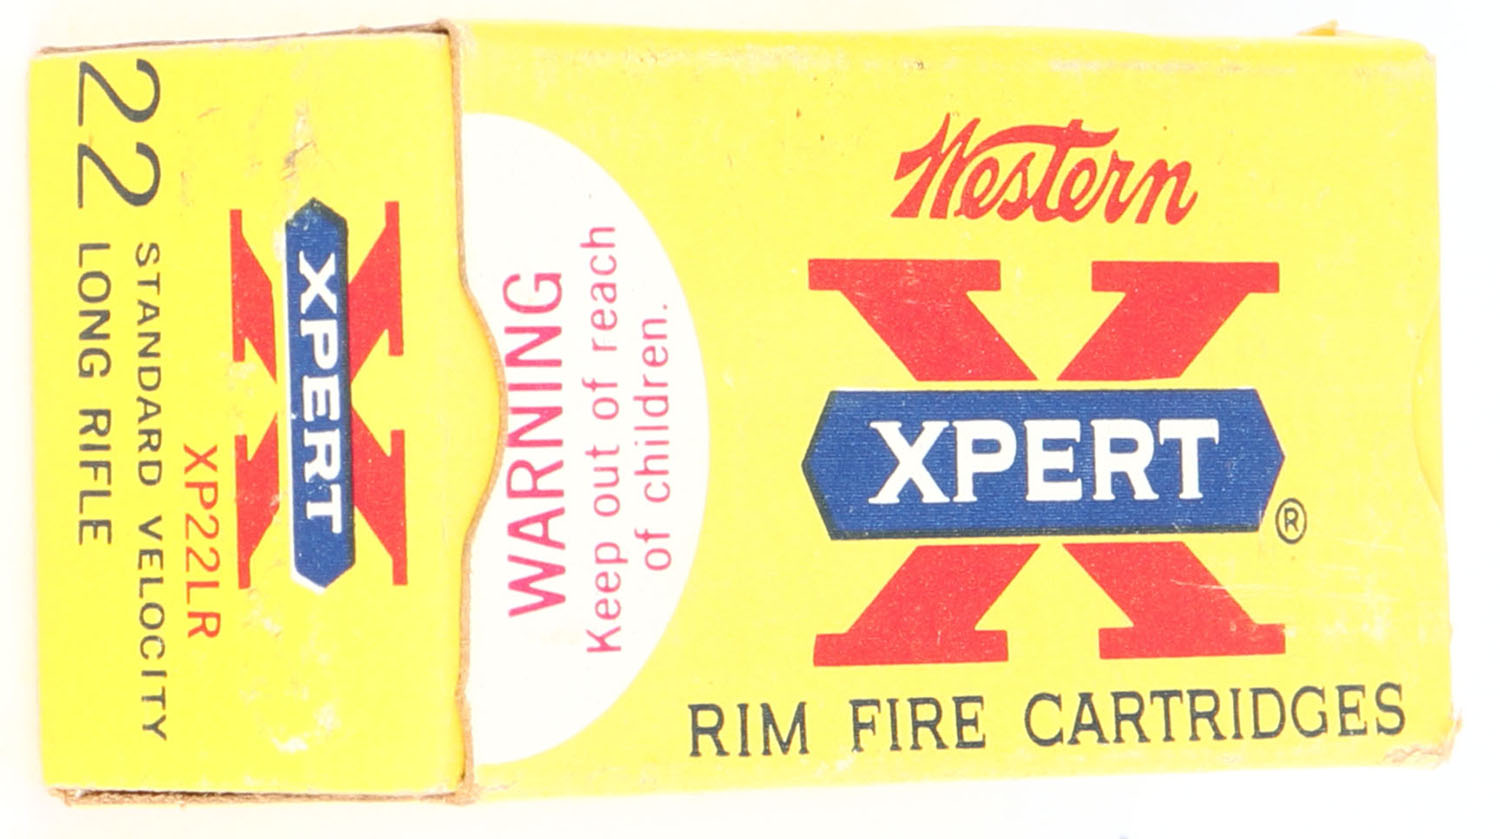 22 STANDARD VELOCITY
LONG RIFLE
XP22LR
XPERT
WARNING
Keep out of reach
of children.
Western
X
XPERT
®
RIM FIRE CARTRIDGES